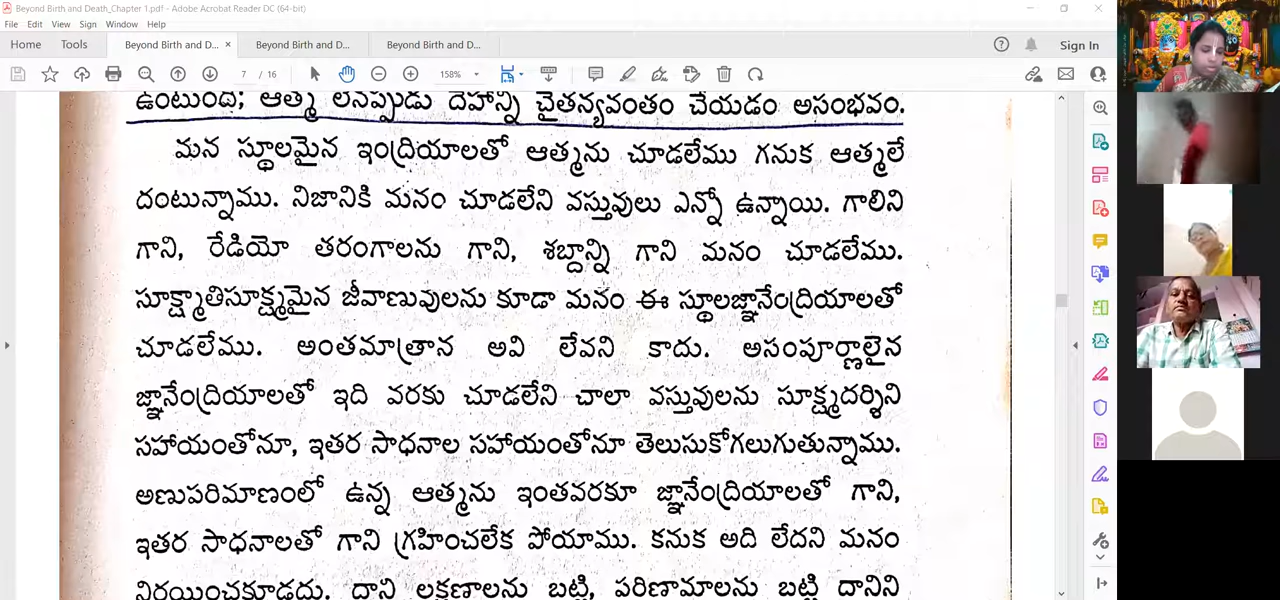 Beyond Birth and Death_Chapter 1.pdf - Adobe Acrobat Reader DC (64-bit)
File Edit View Sign Window Help
Home Tools Beyond Birth and D... × Beyond Birth and D... Beyond Birth and D... Sign In
7 / 16 158%
ఉంటుంది; ఆత్మ లేనప్పుడు దేహాన్ని చైతన్యవంతం చేయడం అసంభవం.
మన స్థూలమైన ఇంద్రియాలతో ఆత్మను చూడలేము గనుక ఆత్మలే
దంటున్నాము. నిజానికి మనం చూడలేని వస్తువులు ఎన్నో ఉన్నాయి. గాలిని
గాని, రేడియో తరంగాలను గాని, శబ్దాన్ని గాని మనం చూడలేము.
సూక్ష్మాతిసూక్ష్మమైన జీవాణువులను కూడా మనం ఈ స్థూలజ్ఞానేంద్రియాలతో
చూడలేము. అంతమాత్రాన అవి లేవని కాదు. అసంపూర్ణాలైన
జ్ఞానేంద్రియాలతో ఇది వరకు చూడలేని చాలా వస్తువులను సూక్ష్మదర్శిని
సహాయంతోనూ, ఇతర సాధనాల సహాయంతోనూ తెలుసుకోగలుగుతున్నాము.
అణుపరిమాణంలో ఉన్న ఆత్మను ఇంతవరకూ జ్ఞానేంద్రియాలతో గాని,
ఇతర సాధనాలతో గాని గ్రహించలేక పోయాము. కనుక అది లేదని మనం
నిర్ణయించకూడదు. దాని లక్షణాలను బట్టి, పరిణామాలను బట్టి దానిని